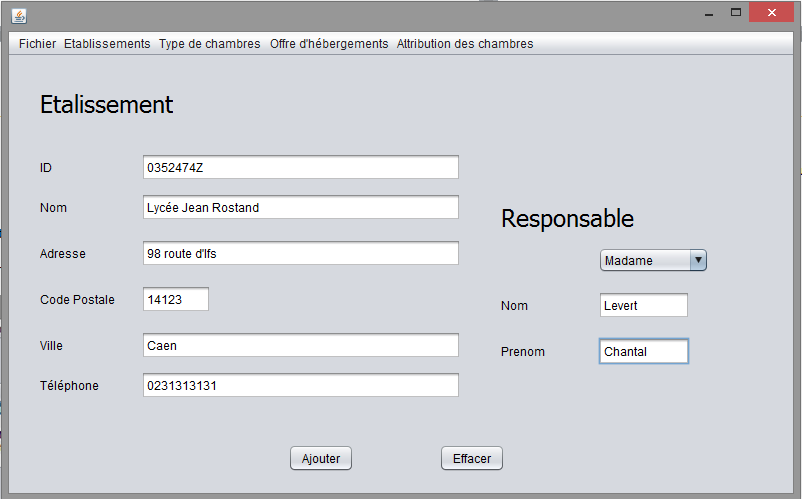 Fichier Etablissements Type de chambres Offre d'hébergements Attribution des chambres
Etalissement
ID 0352474Z
Nom Lycée Jean Rostand
Adresse 98 route d'Ifs
Code Postale 14123
Ville Caen
Téléphone 0231313131
Responsable
Madame
Nom Levert
Prenom Chantal
Ajouter Effacer